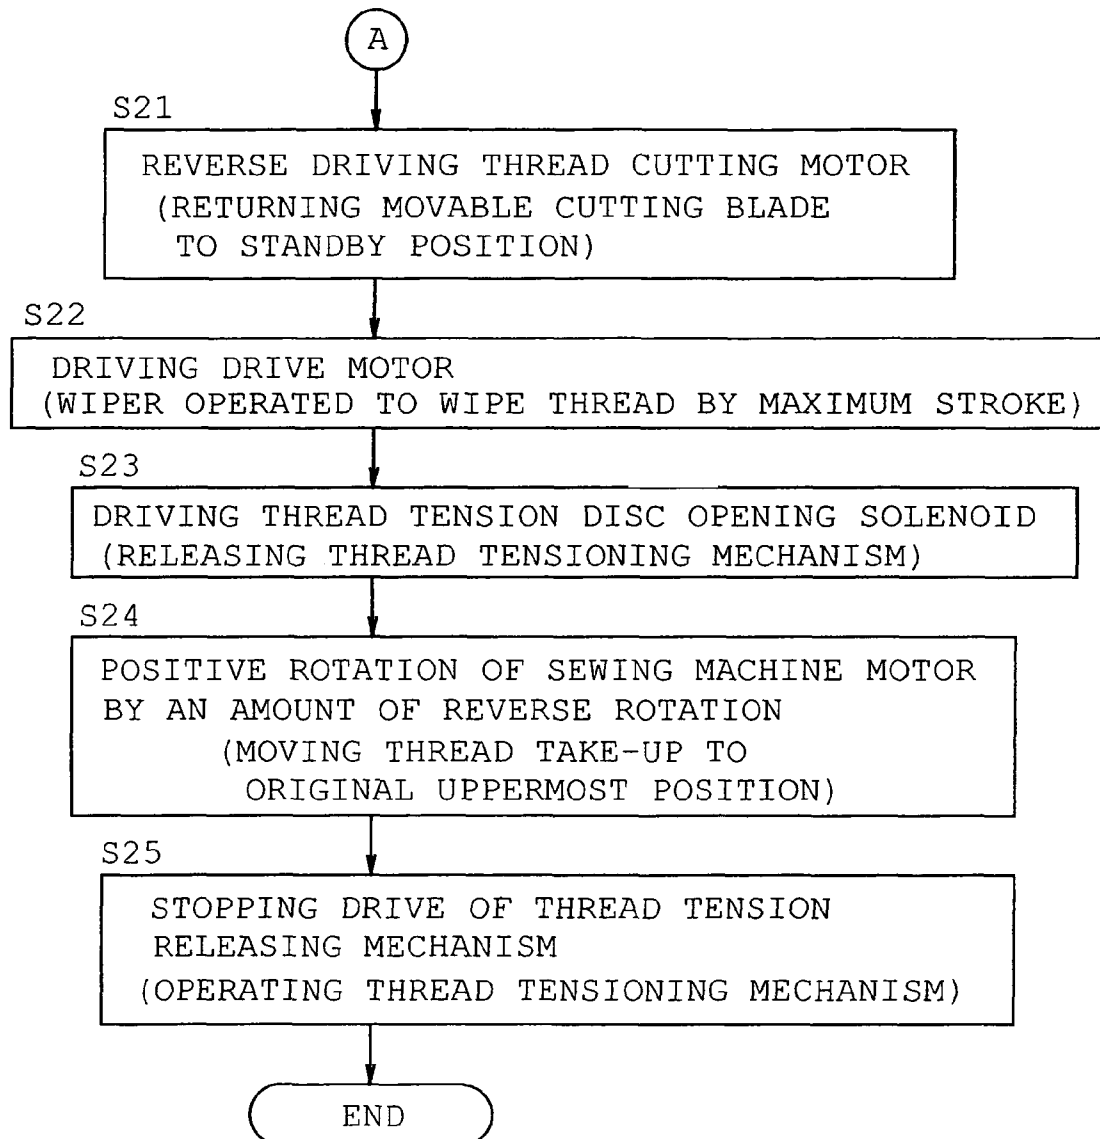 A
S21
REVERSE DRIVING THREAD CUTTING MOTOR
(RETURNING MOVABLE CUTTING BLADE
TO STANDBY POSITION)
S22
DRIVING DRIVE MOTOR
(WIPER OPERATED TO WIPE THREAD BY MAXIMUM STROKE)
S23
DRIVING THREAD TENSION DISC OPENING SOLENOID
(RELEASING THREAD TENSIONING MECHANISM)
S24
POSITIVE ROTATION OF SEWING MACHINE MOTOR
BY AN AMOUNT OF REVERSE ROTATION
(MOVING THREAD TAKE-UP TO
ORIGINAL UPPERMOST POSITION)
S25
STOPPING DRIVE OF THREAD TENSION
RELEASING MECHANISM
(OPERATING THREAD TENSIONING MECHANISM)
END